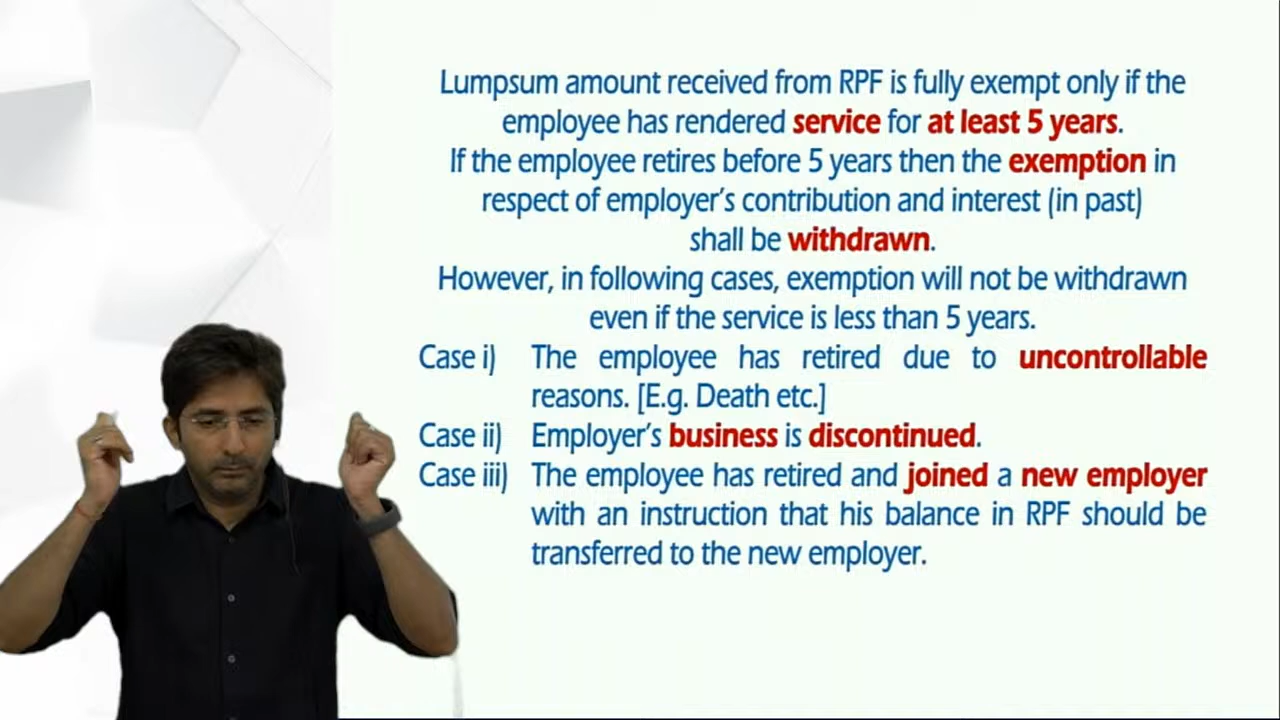 Lumpsum amount received from RPF is fully exempt only if the
employee has rendered service for at least 5 years.
If the employee retires before 5 years then the exemption in
respect of employer's contribution and interest (in past)
shall be withdrawn.
However, in following cases, exemption will not be withdrawn
even if the service is less than 5 years.
Case i) The employee has retired due to uncontrollable
reasons. [E.g. Death etc.]
Case ii) Employer's business is discontinued.
Case iii) The employee has retired and joined a new employer
with an instruction that his balance in RPF should be
transferred to the new employer.